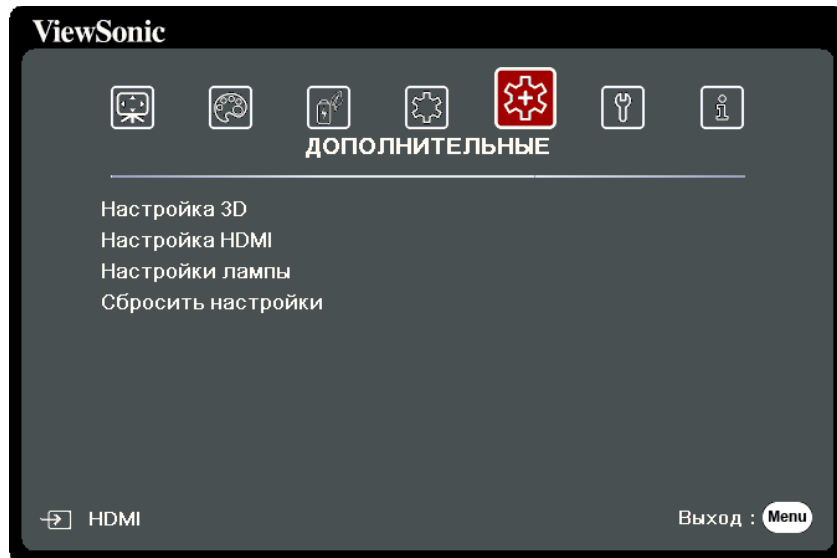 ViewSonic
ДОПОЛНИТЕЛЬНЫЕ
Настройка 3D
Настройка HDMI
Настройки лампы
Сбросить настройки
HDMI
Выход : Menu